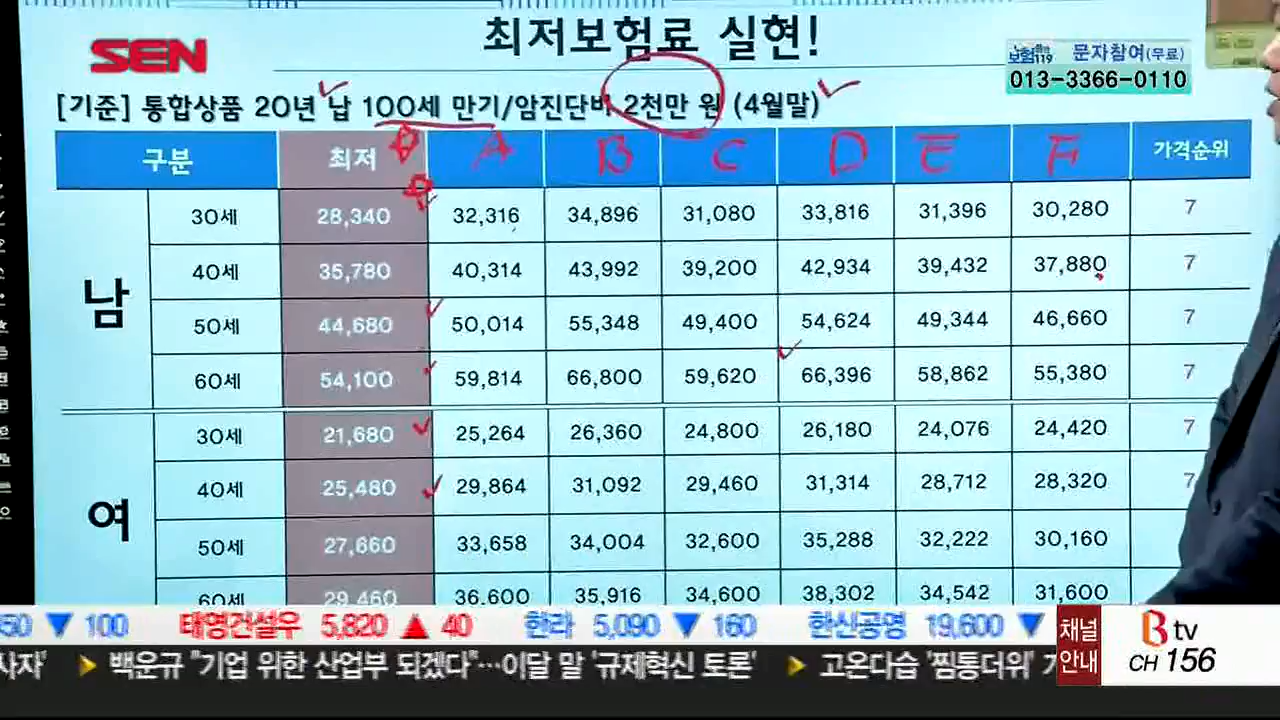 최저보험료 실현!
SEN
보험119 문자참여(무료)
013-3366-0110
[기준] 통합상품 20년 납 100세 만기/암진단비 2천만 원 (4월말)
구분 최저 A B C D E F 가격순위
남
30세 28,340 32,316 34,896 31,080 33,816 31,396 30,280 7
40세 35,780 40,314 43,992 39,200 42,934 39,432 37,880 7
50세 44,680 50,014 55,348 49,400 54,624 49,344 46,660 7
60세 54,100 59,814 66,800 59,620 66,396 58,862 55,380 7
여
30세 21,680 25,264 26,360 24,800 26,180 24,076 24,420 7
40세 25,480 29,864 31,092 29,460 31,314 28,712 28,320 7
50세 27,660 33,658 34,004 32,600 35,288 32,222 30,160
60세 29,460 36,600 35,916 34,600 38,302 34,542 31,600
50 ▼ 100 태영건설우 5,820 ▲ 40 한라 5,090 ▼ 160 한신공영 19,600 ▼
채널안내
B tv
CH 156
사자' ▶ 백운규 "기업 위한 산업부 되겠다"…이달 말 '규제혁신 토론' ▶ 고온다습 '찜통더위'